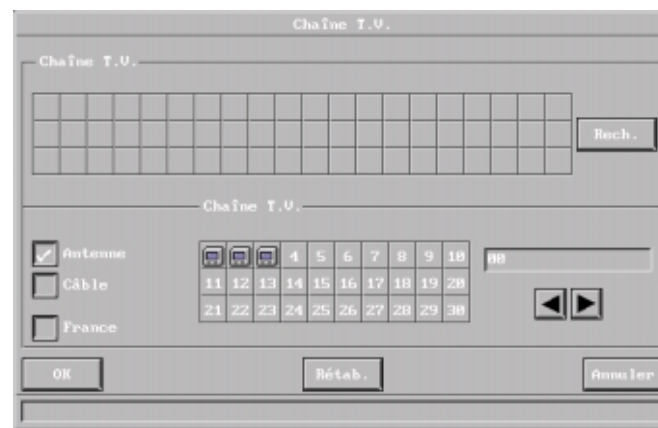 Chaîne T.V.
Chaîne T.V.
Rech.
Chaîne T.V.
Antenne
Câble
France
4 5 6 7 8 9 10
11 12 13 14 15 16 17 18 19 20
21 22 23 24 25 26 27 28 29 30
00
OK
Rétab.
Annuler